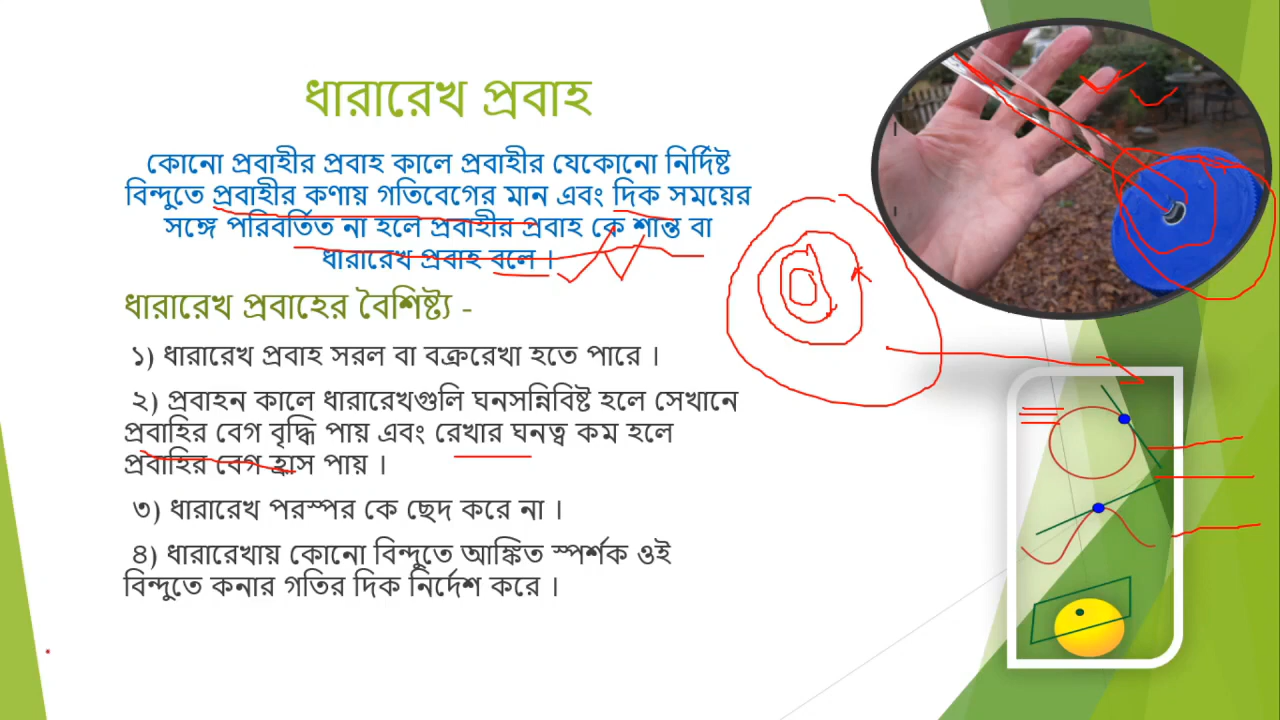 ধারারেখ প্রবাহ
কোনো প্রবাহীর প্রবাহ কালে প্রবাহীর যেকোনো নির্দিষ্ট
বিন্দুতে প্রবাহীর কণায় গতিবেগের মান এবং দিক সময়ের
সঙ্গে পরিবর্তিত না হলে প্রবাহীর প্রবাহ কে শান্ত বা
ধারারেখ প্রবাহ বলে ।
ধারারেখ প্রবাহের বৈশিষ্ট্য -
১) ধারারেখ প্রবাহ সরল বা বক্ররেখা হতে পারে ।
২) প্রবাহন কালে ধারারেখগুলি ঘনসন্নিবিষ্ট হলে সেখানে
প্রবাহির বেগ বৃদ্ধি পায় এবং রেখার ঘনত্ব কম হলে
প্রবাহির বেগ হ্রাস পায় ।
৩) ধারারেখ পরস্পর কে ছেদ করে না ।
৪) ধারারেখায় কোনো বিন্দুতে আঙ্কিত স্পর্শক ওই
বিন্দুতে কনার গতির দিক নির্দেশ করে ।